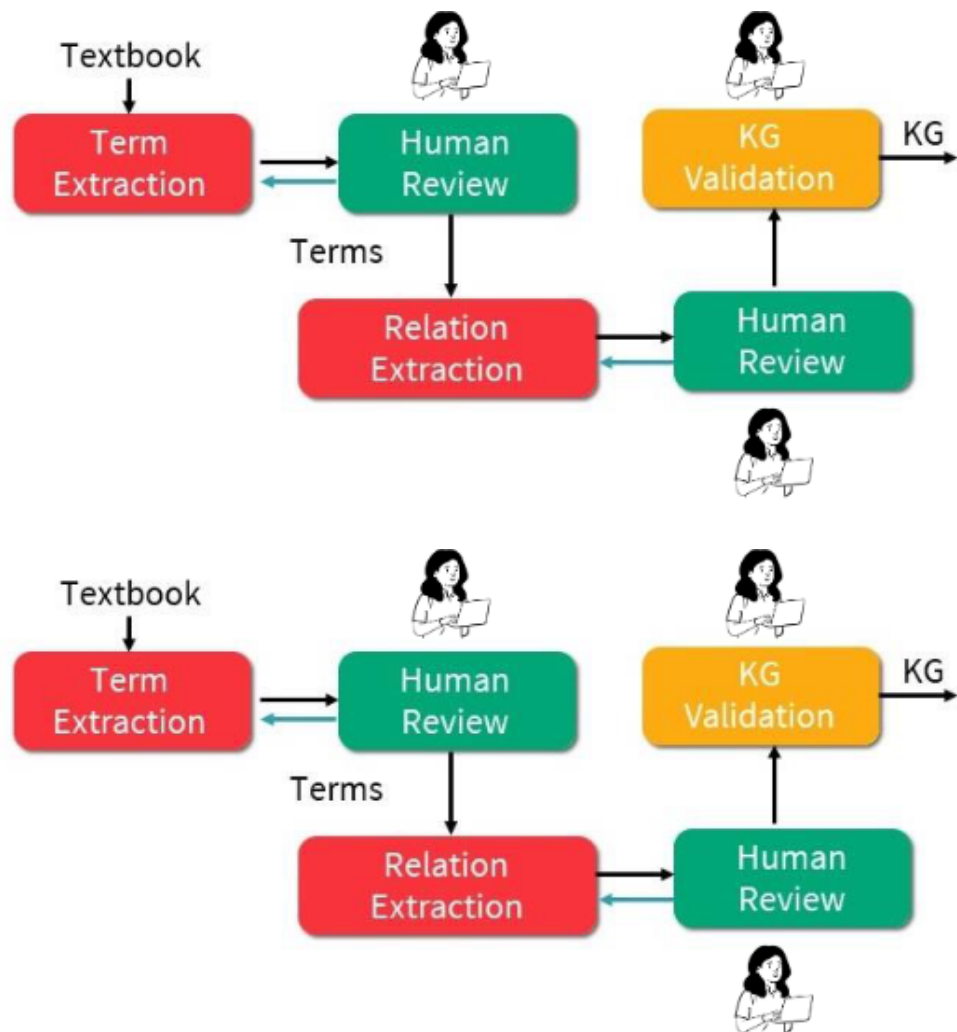 Textbook
Term
Extraction
Human
Review
KG
Validation
KG
Terms
Relation
Extraction
Human
Review
Textbook
Term
Extraction
Human
Review
KG
Validation
KG
Terms
Relation
Extraction
Human
Review